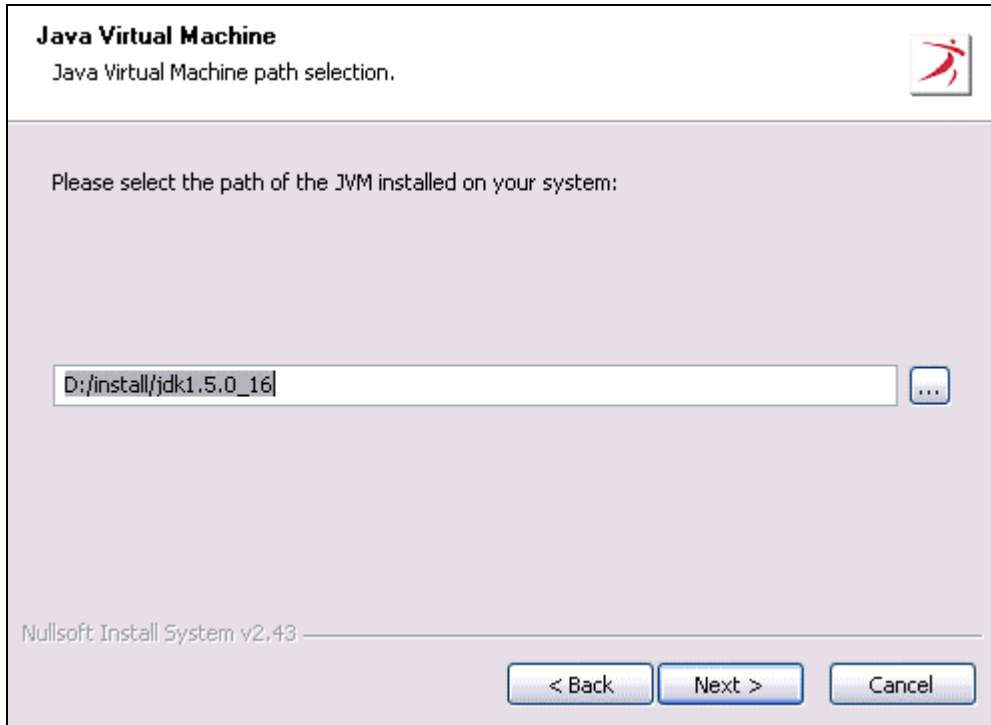 Java Virtual Machine
Java Virtual Machine path selection.
Please select the path of the JVM installed on your system:
D:/install/jdk1.5.0_16
...
Nullsoft Install System v2.43
< Back
Next >
Cancel